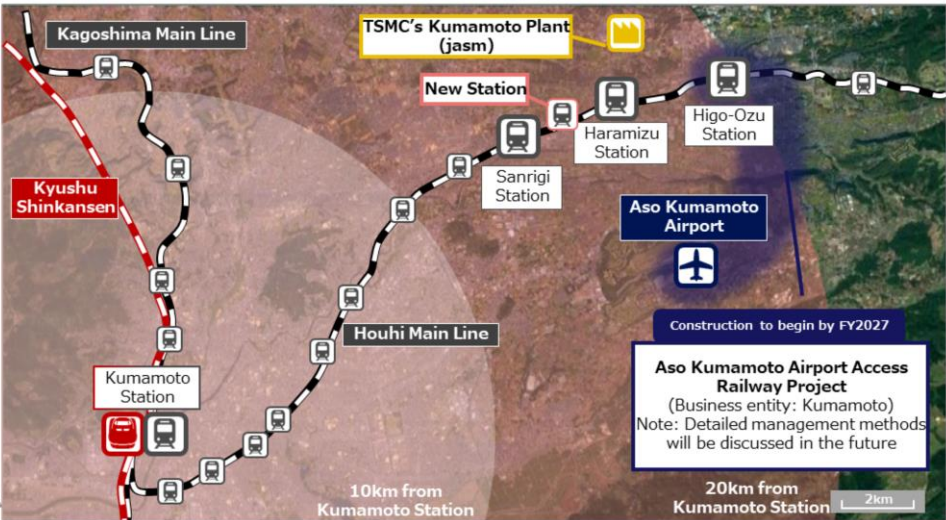 Kagoshima Main Line
TSMC's Kumamoto Plant
(jasm)
New Station
Haramizu
Station
Higo-Ozu
Station
Sanrigi
Station
Kyushu
Shinkansen
Aso Kumamoto
Airport
Houhi Main Line
Construction to begin by FY2027
Kumamoto
Station
Aso Kumamoto Airport Access
Railway Project
(Business entity: Kumamoto)
Note: Detailed management methods
will be discussed in the future
10km from
Kumamoto Station
20km from
Kumamoto Station
2km